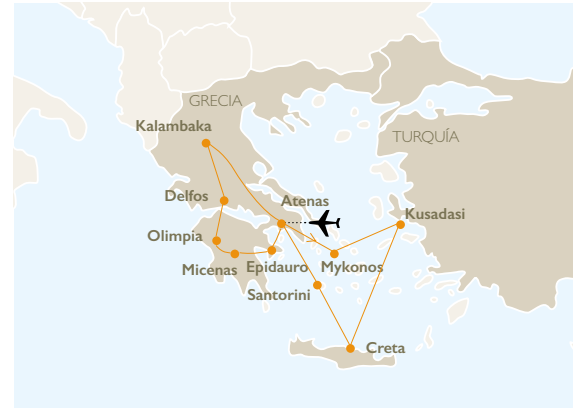 GRECIA
Kalambaka
TURQUÍA
Delfos
Atenas
Kusadasi
Olimpia
Micenas
Epidauro
Mykonos
Santorini
Creta